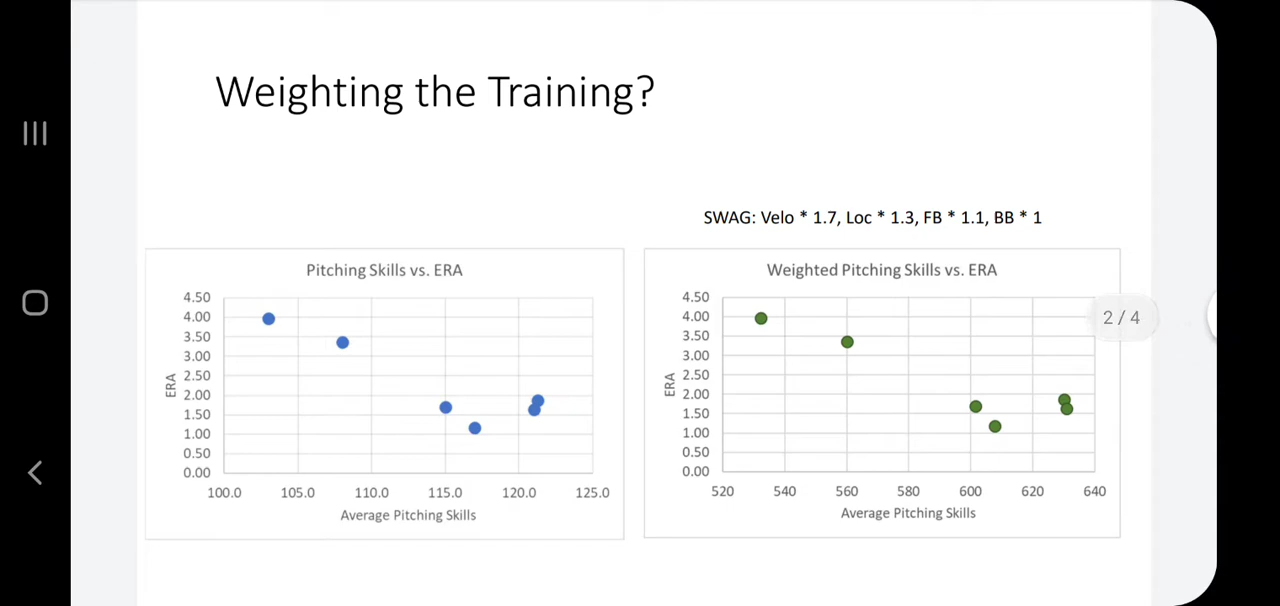 Weighting the Training?
SWAG: Velo * 1.7, Loc * 1.3, FB * 1.1, BB * 1
Pitching Skills vs. ERA
4.50
4.00
3.50
3.00
2.50
2.00
1.50
1.00
0.50
0.00
ERA
100.0 105.0 110.0 115.0 120.0 125.0
Average Pitching Skills
Weighted Pitching Skills vs. ERA
4.50
4.00
3.50
3.00
2.50
2.00
1.50
1.00
0.50
0.00
ERA
520 540 560 580 600 620 640
Average Pitching Skills
2 / 4